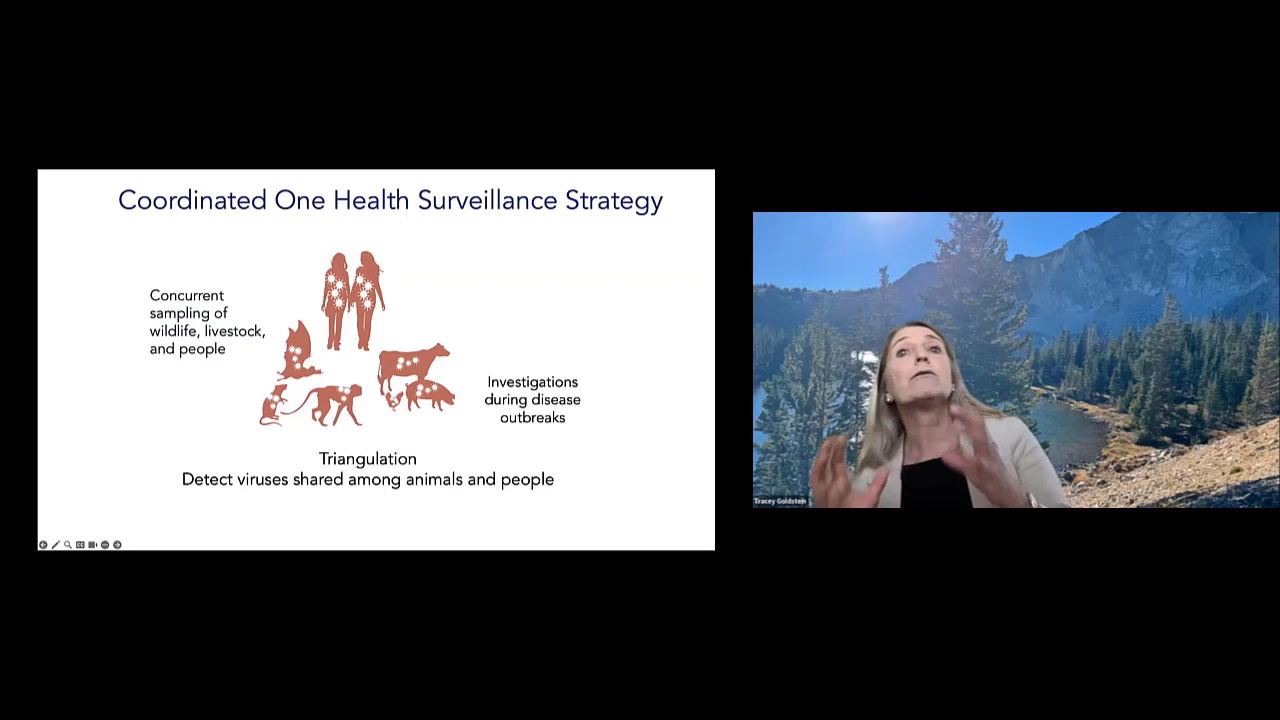 Coordinated One Health Surveillance Strategy
Concurrent
sampling of
wildlife, livestock,
and people
Investigations
during disease
outbreaks
Triangulation
Detect viruses shared among animals and people
Tracey Goldstein